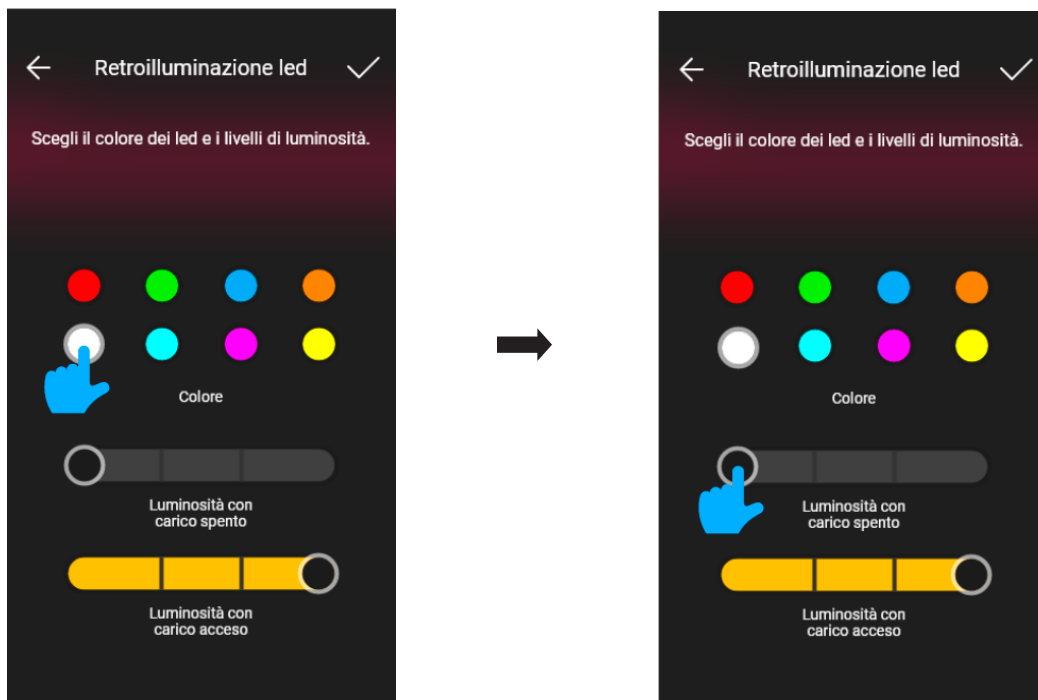 Retroilluminazione led
Scegli il colore dei led e i livelli di luminosità.
Colore
Luminosità con
carico spento
Luminosità con
carico acceso
Retroilluminazione led
Scegli il colore dei led e i livelli di luminosità.
Colore
Luminosità con
carico spento
Luminosità con
carico acceso